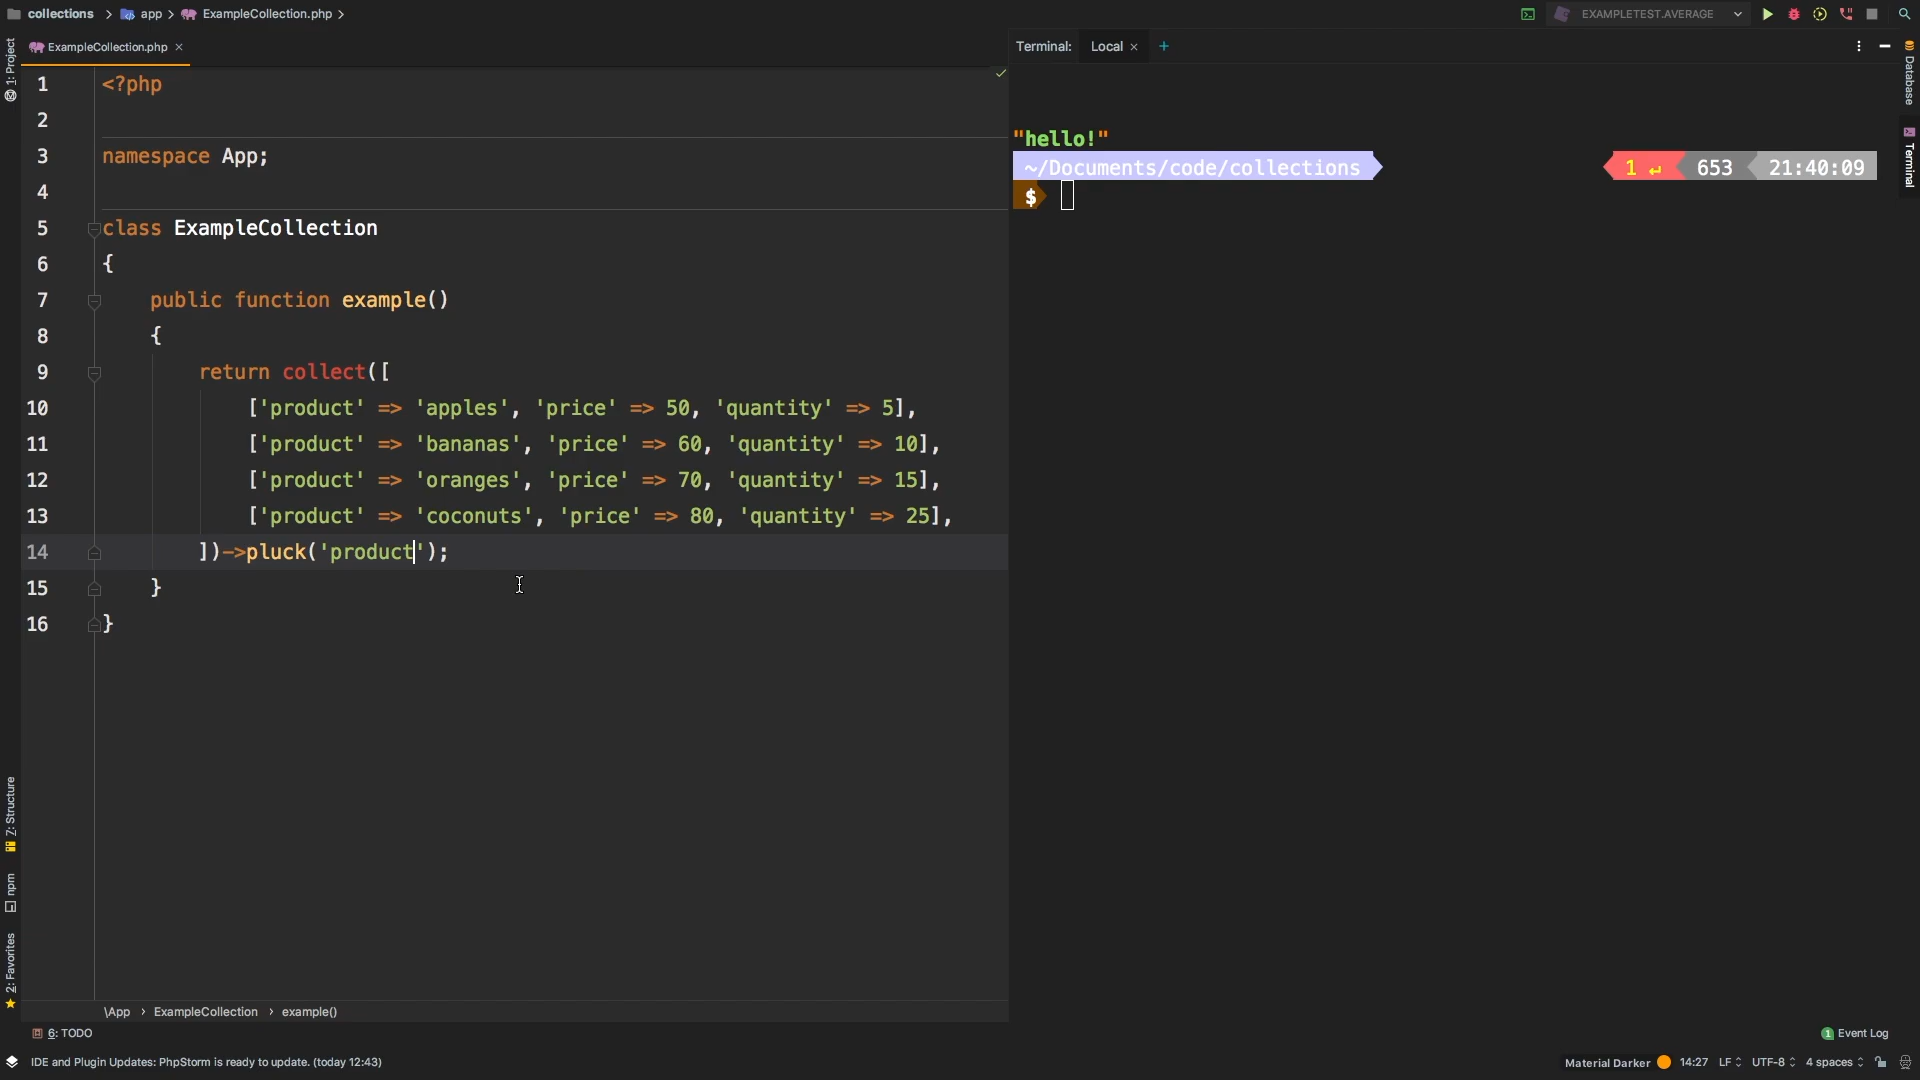 collections > app > ExampleCollection.php >
EXAMPLETEST.AVERAGE
1: Project
ExampleCollection.php ×
Terminal: Local × +
Database
Terminal
1 <?php
2
3 namespace App;
4
5 class ExampleCollection
6 {
7 public function example()
8 {
9 return collect([
10 ['product' => 'apples', 'price' => 50, 'quantity' => 5],
11 ['product' => 'bananas', 'price' => 60, 'quantity' => 10],
12 ['product' => 'oranges', 'price' => 70, 'quantity' => 15],
13 ['product' => 'coconuts', 'price' => 80, 'quantity' => 25],
14 ])->pluck('product');
15 }
16 }
"hello!"
~/Documents/code/collections 1 ↵ 653 21:40:09
$
Z: Structure
npm
2: Favorites
\App > ExampleCollection > example()
6: TODO
1 Event Log
IDE and Plugin Updates: PhpStorm is ready to update. (today 12:43)
Material Darker 14:27 LF UTF-8 4 spaces